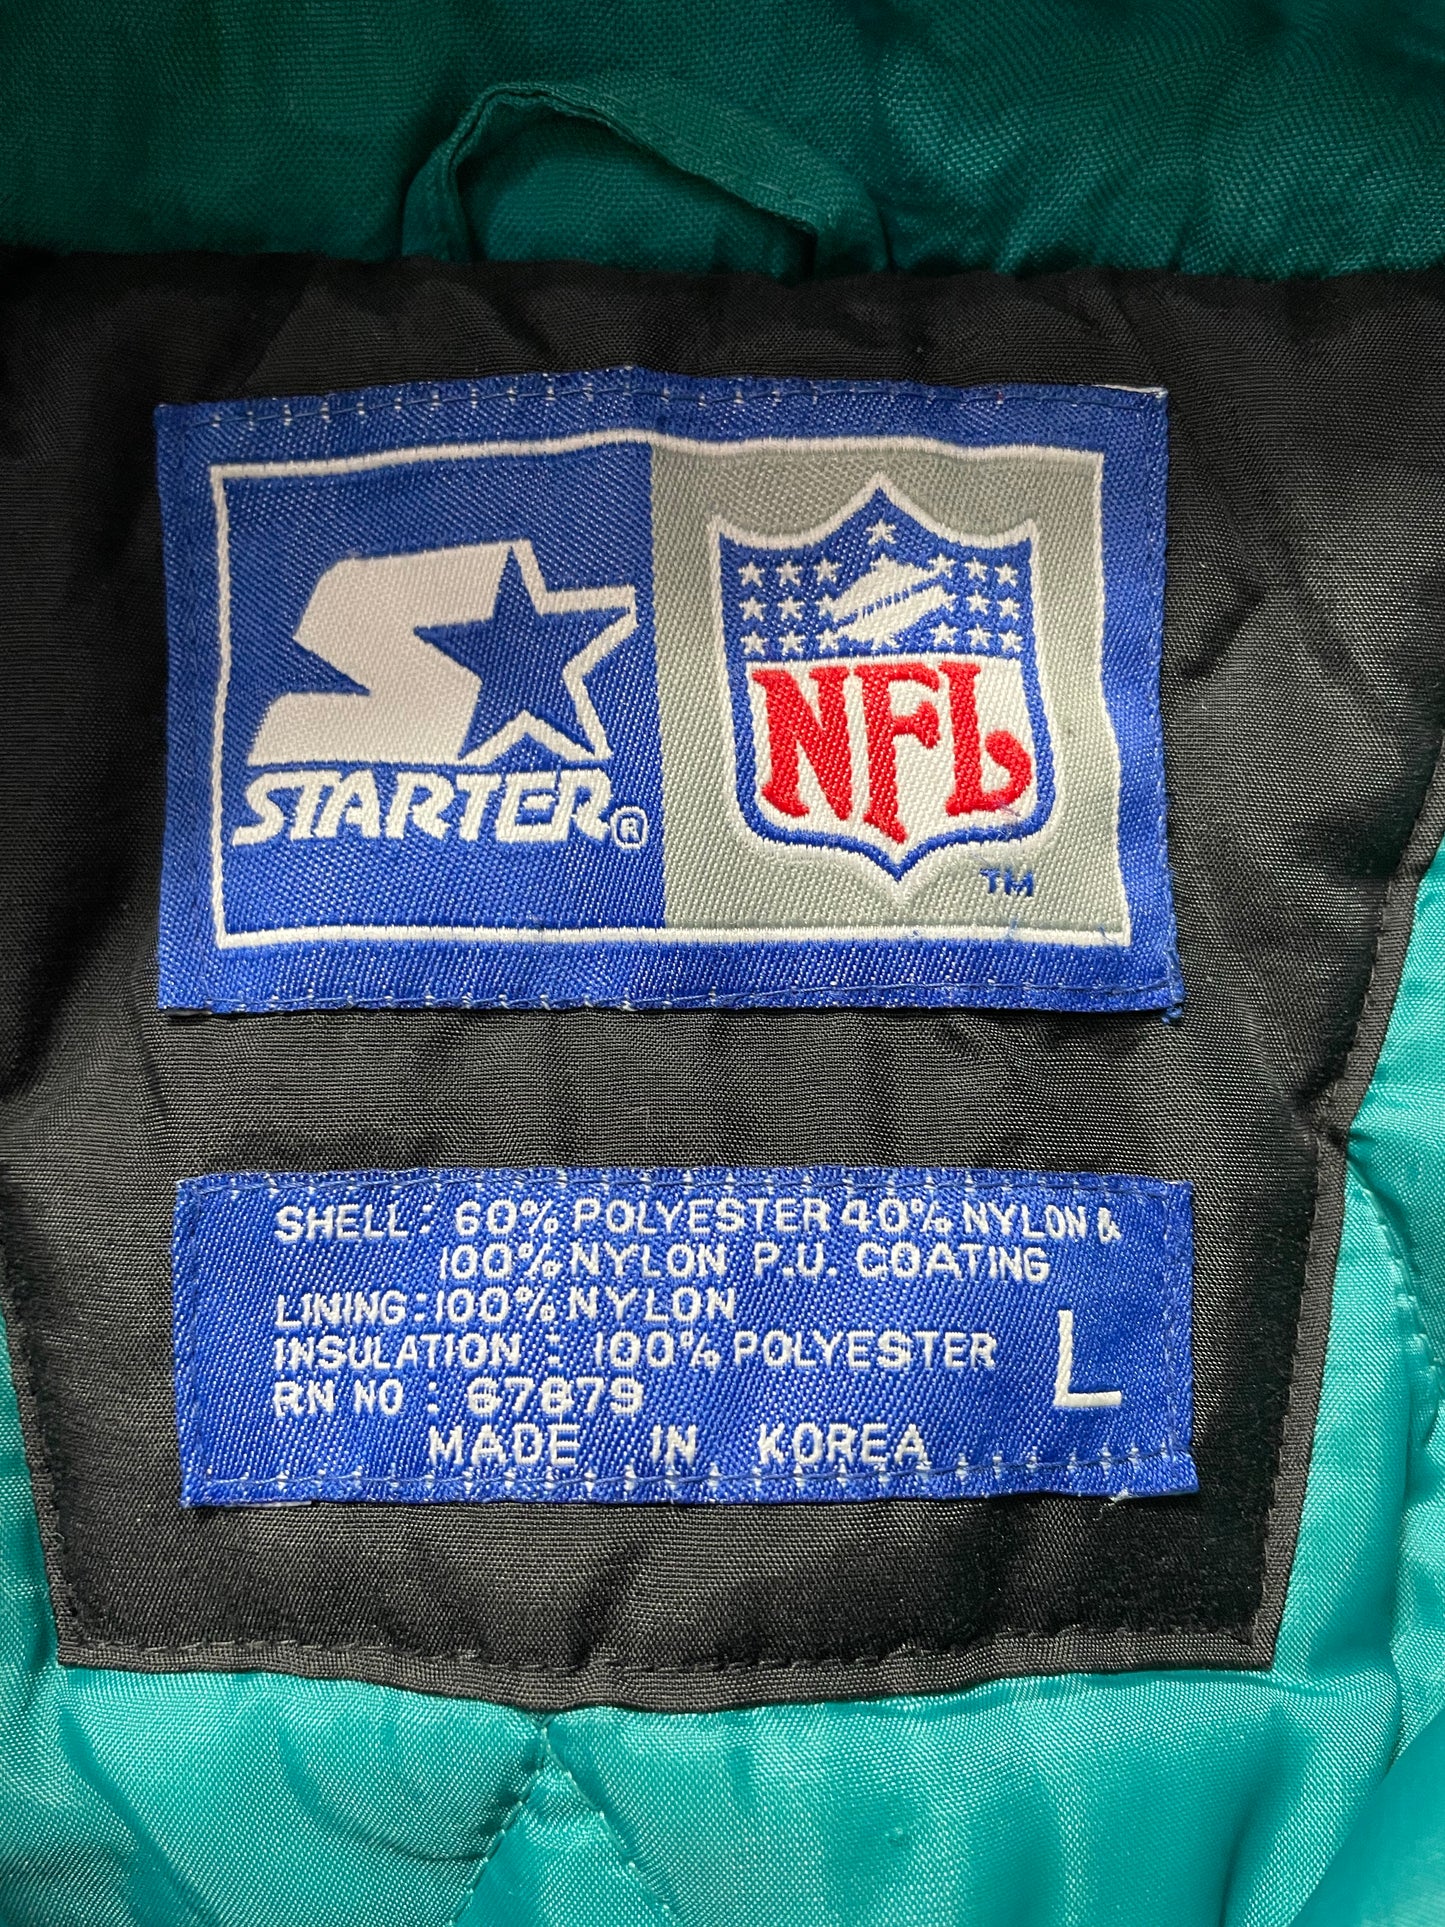 STARTER®
NFL
TM
SHELL: 60% POLYESTER 40% NYLON &
100% NYLON P.U. COATING
LINING: 100% NYLON
INSULATION : 100% POLYESTER
L
RN NO : 67879
MADE IN KOREA